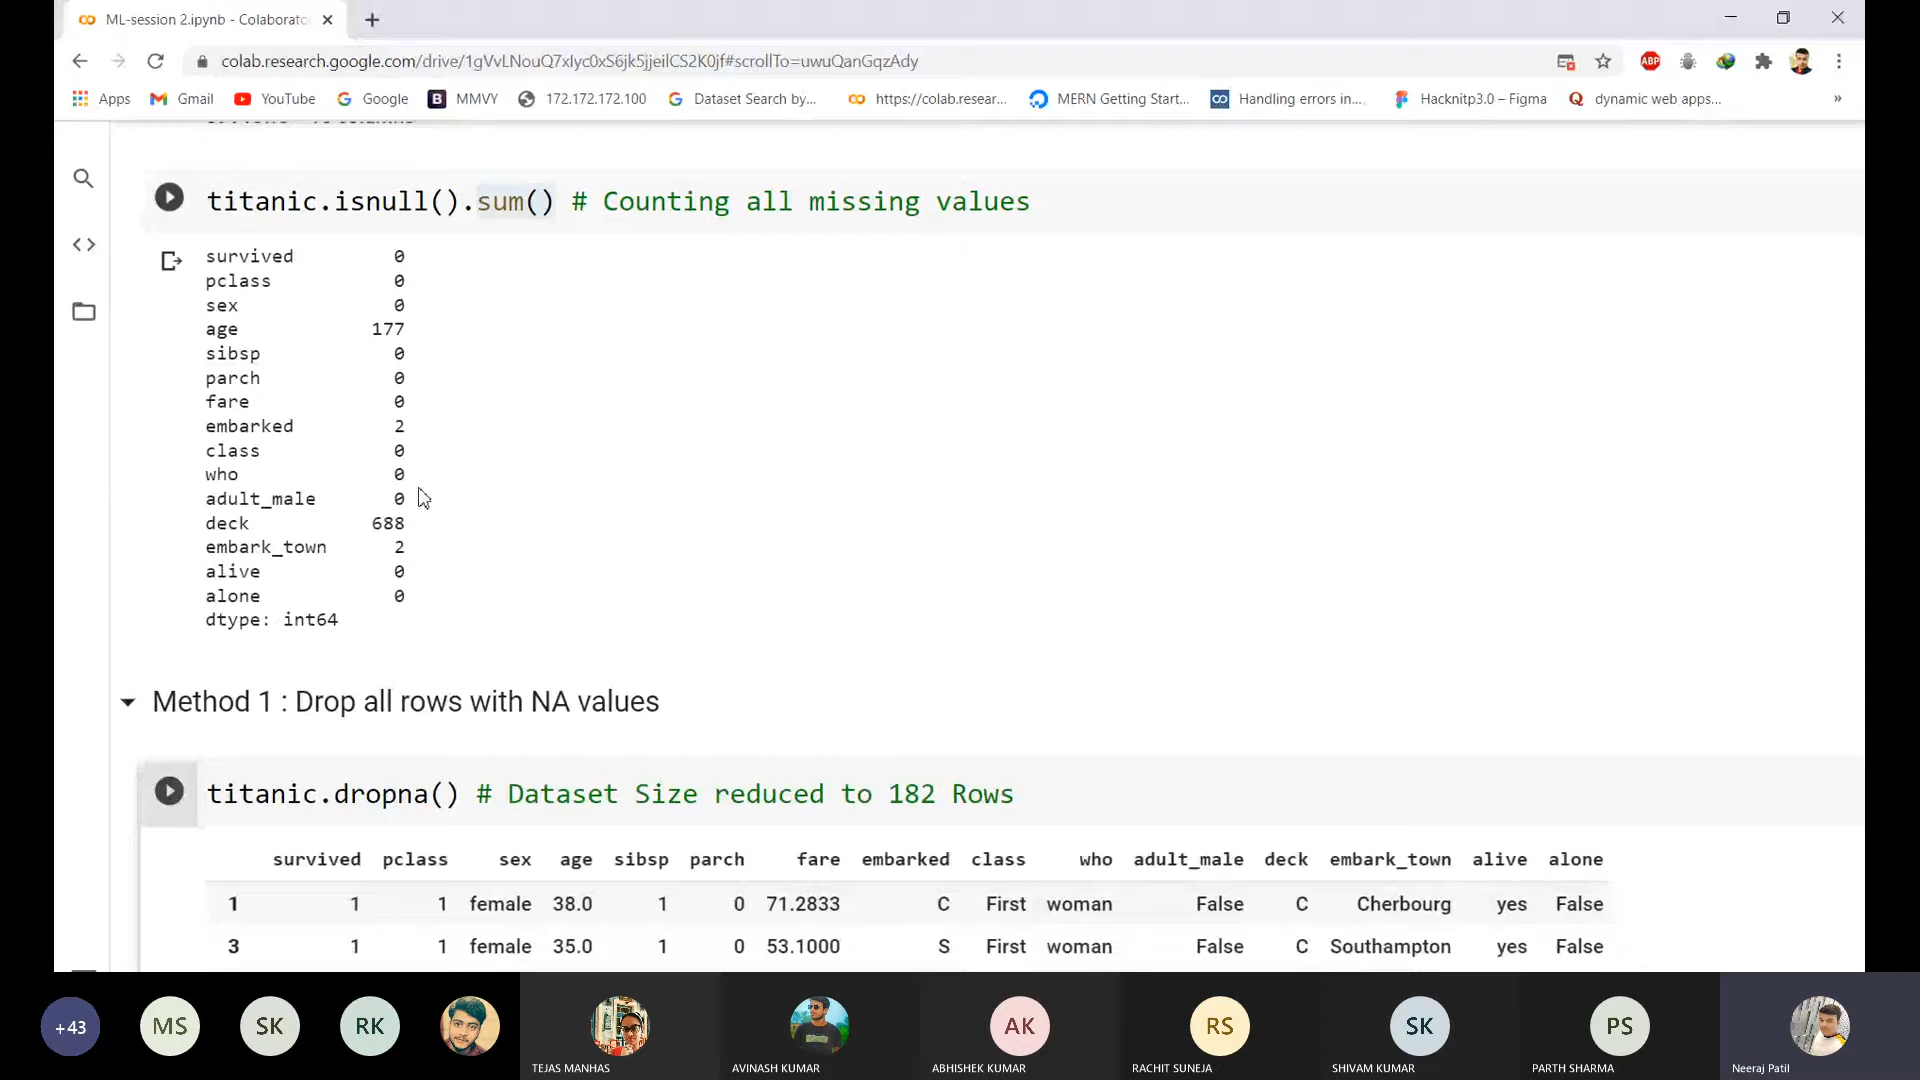 ML-session 2.ipynb - Colaborato
colab.research.google.com/drive/1gVvLNouQ7xIyc0xS6jk5jjeilCS2K0jf#scrollTo=uwuQanGqzAdy
Apps Gmail YouTube Google B MMVY 172.172.172.100 Dataset Search by... https://colab.resear... MERN Getting Start... Handling errors in... Hacknitp3.0 – Figma dynamic web apps... »
titanic.isnull().sum() # Counting all missing values
survived 0
pclass 0
sex 0
age 177
sibsp 0
parch 0
fare 0
embarked 2
class 0
who 0
adult_male 0
deck 688
embark_town 2
alive 0
alone 0
dtype: int64
Method 1 : Drop all rows with NA values
titanic.dropna() # Dataset Size reduced to 182 Rows
survived pclass sex age sibsp parch fare embarked class who adult_male deck embark_town alive alone
1 1 1 female 38.0 1 0 71.2833 C First woman False C Cherbourg yes False
3 1 1 female 35.0 1 0 53.1000 S First woman False C Southampton yes False
+43 MS SK RK AK RS SK PS
TEJAS MANHAS AVINASH KUMAR ABHISHEK KUMAR RACHIT SUNEJA SHIVAM KUMAR PARTH SHARMA Neeraj Patil